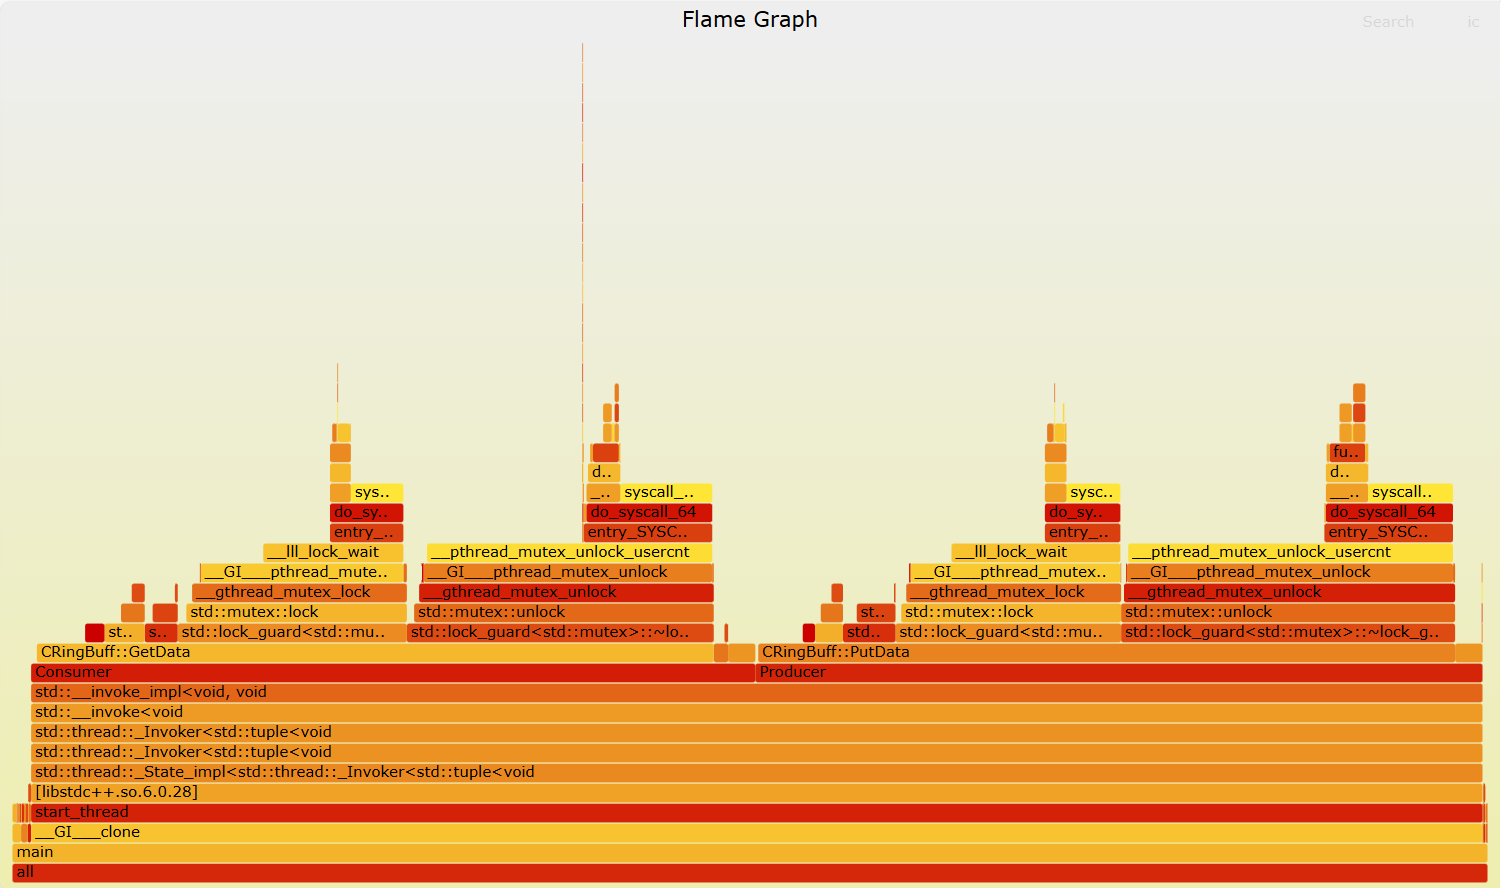 Flame Graph
Search ic
sys.. d..
_.. syscall_.. sysc.. fu..
d..
__.. syscall..
do_sy.. do_syscall_64 do_sy.. do_syscall_64
entry_.. entry_SYSC.. entry_.. entry_SYSC..
__lll_lock_wait __pthread_mutex_unlock_usercnt __lll_lock_wait __pthread_mutex_unlock_usercnt
__GI___pthread_mute.. __GI___pthread_mutex_unlock __GI___pthread_mutex.. __GI___pthread_mutex_unlock
__gthread_mutex_lock __gthread_mutex_unlock __gthread_mutex_lock __gthread_mutex_unlock
std::mutex::lock std::mutex::unlock st.. std::mutex::lock std::mutex::unlock
st.. s.. std::lock_guard<std::mu.. std::lock_guard<std::mutex>::~lo.. std.. std::lock_guard<std::mu.. std::lock_guard<std::mutex>::~lock_g..
CRingBuff::GetData CRingBuff::PutData
Consumer Producer
std::__invoke_impl<void, void
std::__invoke<void
std::thread::_Invoker<std::tuple<void
std::thread::_Invoker<std::tuple<void
std::thread::_State_impl<std::thread::_Invoker<std::tuple<void
[libstdc++.so.6.0.28]
start_thread
__GI___clone
main
all